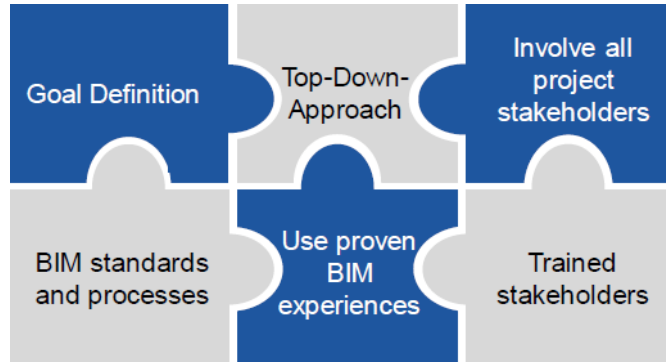 Goal Definition
Top-Down-
Approach
Involve all
project
stakeholders
BIM standards
and processes
Use proven
BIM
experiences
Trained
stakeholders